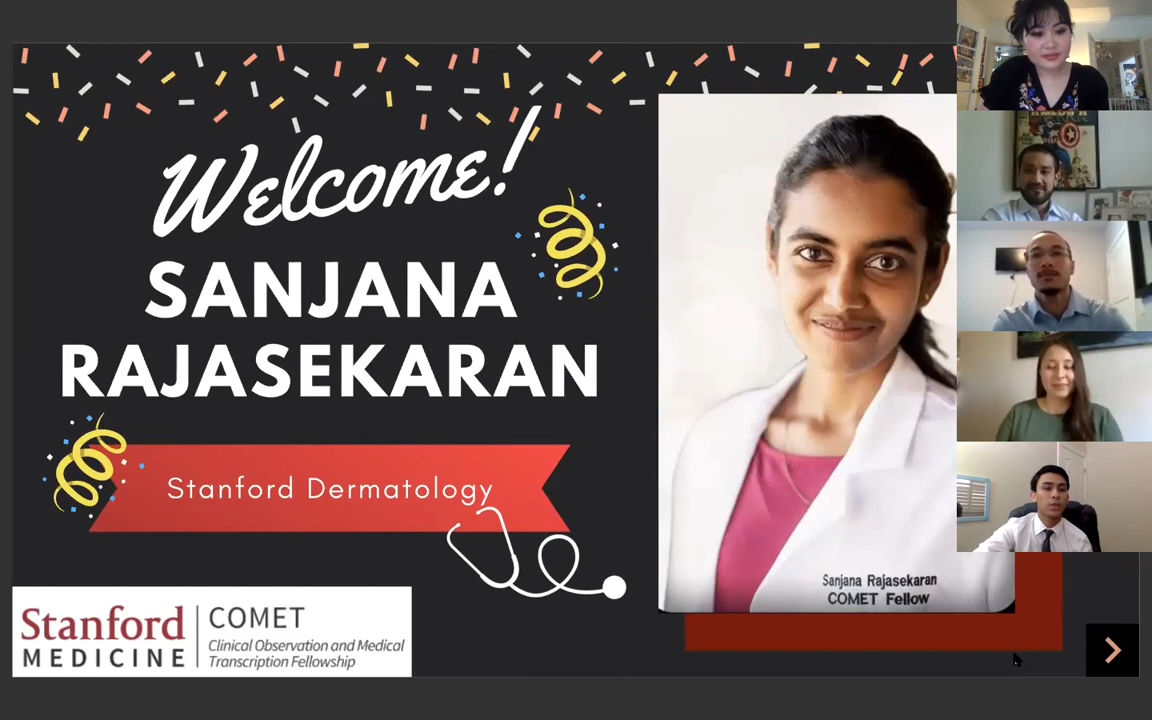 Welcome!
SANJANA
RAJASEKARAN
Stanford Dermatology
Stanford
MEDICINE
COMET
Clinical Observation and Medical
Transcription Fellowship
Sanjana Rajasekaran
COMET Fellow